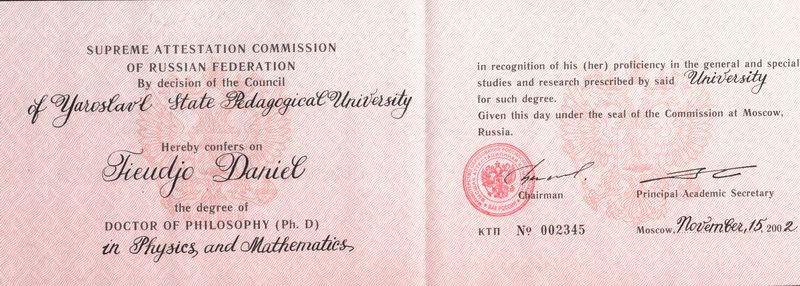 SUPREME ATTESTATION COMMISSION
OF RUSSIAN FEDERATION
By decision of the Council
of Yaroslavl State Pedagogical University
Hereby confers on
Tieudjo Daniel
the degree of
DOCTOR OF PHILOSOPHY (Ph. D)
in Physics and Mathematics
in recognition of his (her) proficiency in the general and special
studies and research prescribed by said University
for such degree.
Given this day under the seal of the Commission at Moscow,
Russia.
Chairman
Principal Academic Secretary
КТП № 002345
Moscow, November, 15, 2002